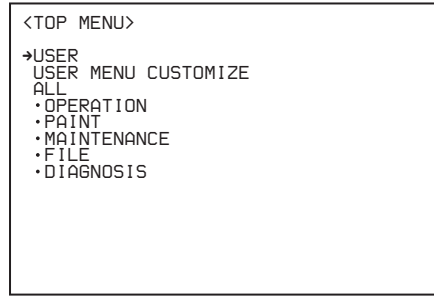 <TOP MENU>
→USER
USER MENU CUSTOMIZE
ALL
•OPERATION
•PAINT
•MAINTENANCE
•FILE
•DIAGNOSIS